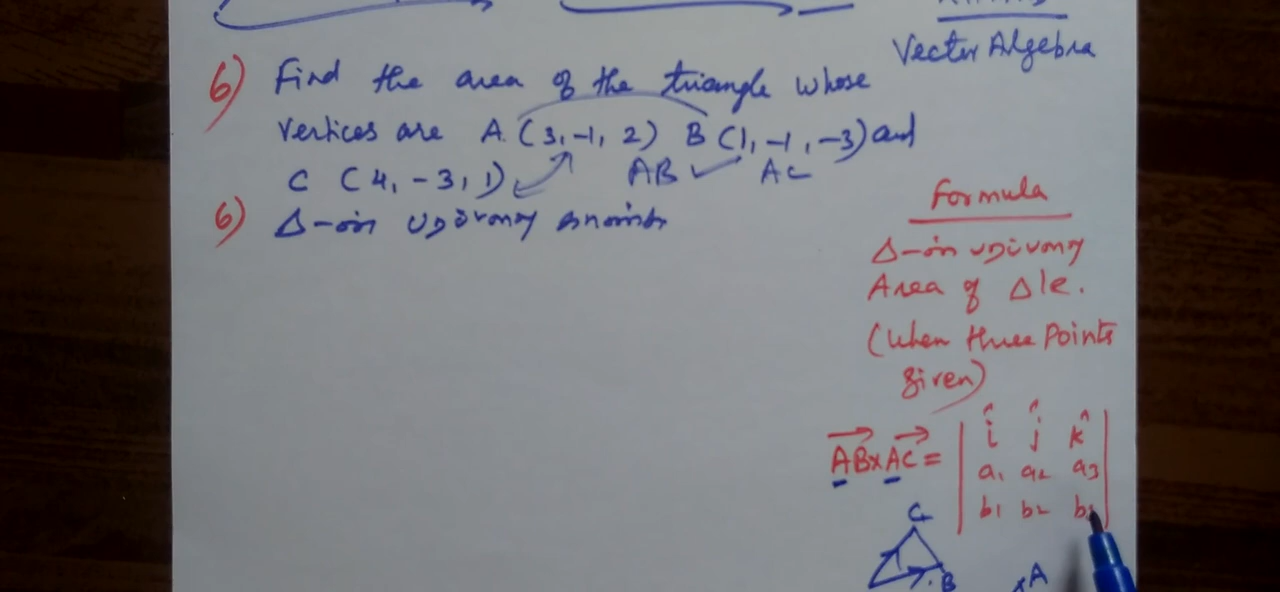 Vector Algebra
6) Find the area of the triangle whose
vertices are A (3, -1, 2) B (1, -1, -3) and
C (4, -3, 1) AB AC
6) Δ-ன்
Formula
Δ-ன்
Area of Δle.
(when three points
given)
AB x AC = | î ĵ k̂ |
a₁ a₂ a₃
b₁ b₂ b₃
C
B
A